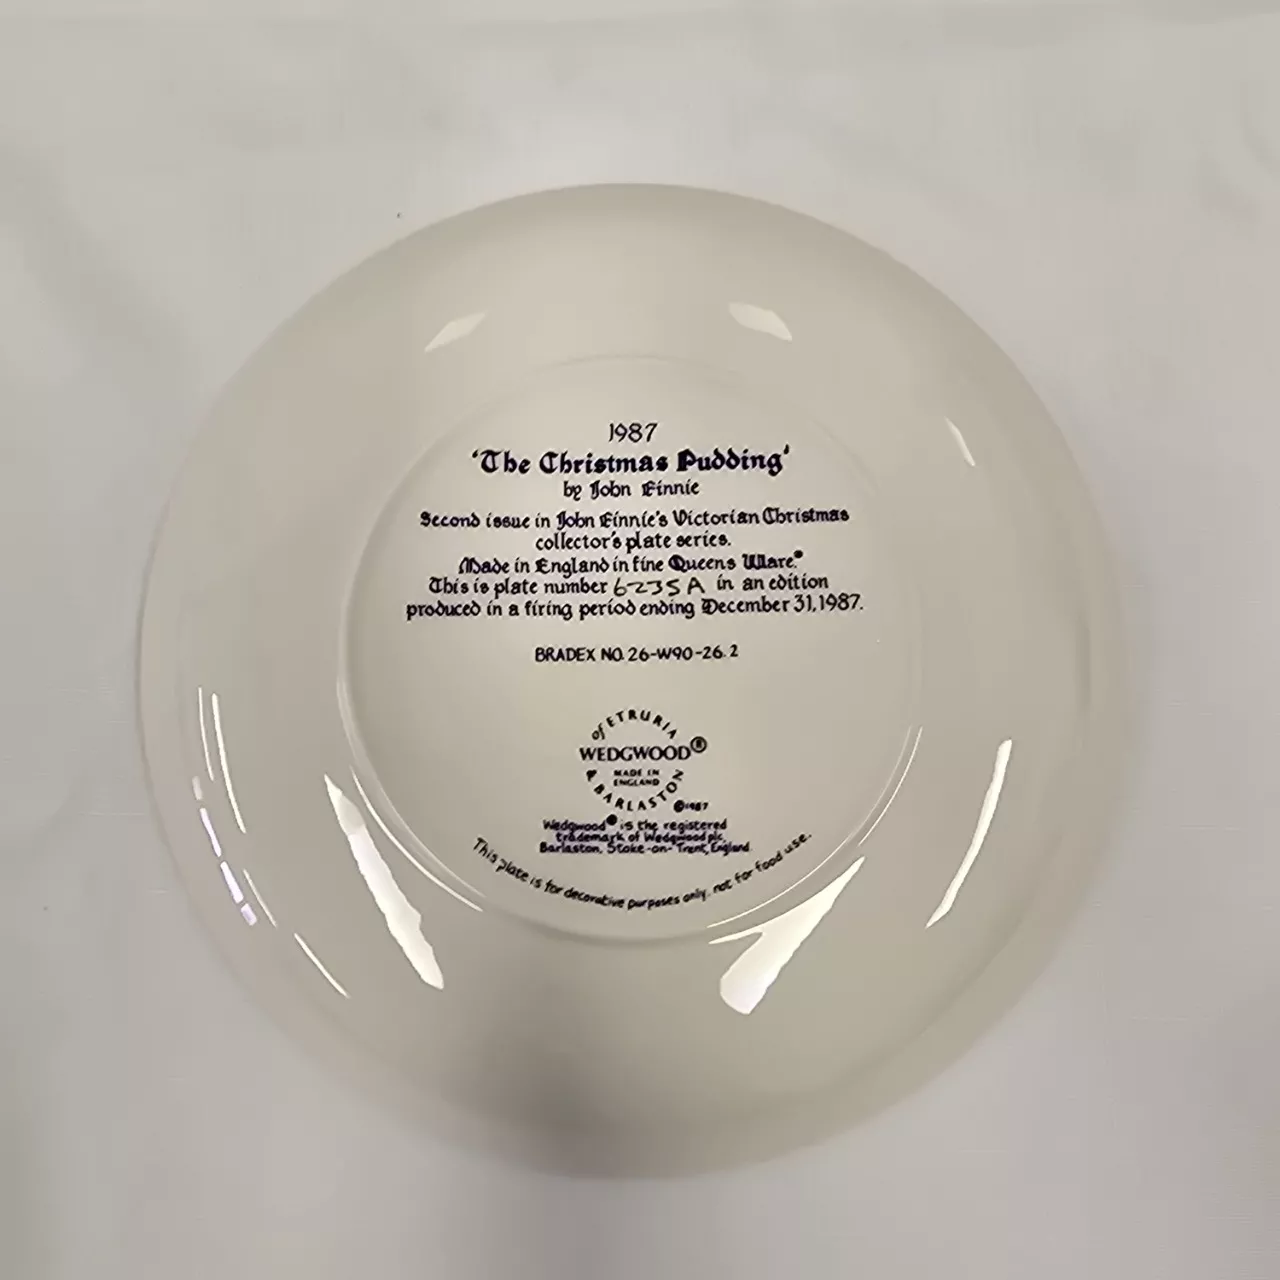 1987
'The Christmas Pudding'
by John Finnie
Second issue in John Finnie's Victorian Christmas
collector's plate series.
Made in England in fine Queens Ware.®
This is plate number 6235A in an edition
produced in a firing period ending December 31, 1987.
BRADEX NO. 26-W90-26.2
of ETRURIA
WEDGWOOD®
MADE IN
ENGLAND
& BARLASTON
©1987
Wedgwood® is the registered
trademark of Wedgwood plc,
Barlaston, Stoke-on-Trent, England.
This plate is for decorative purposes only, not for food use.